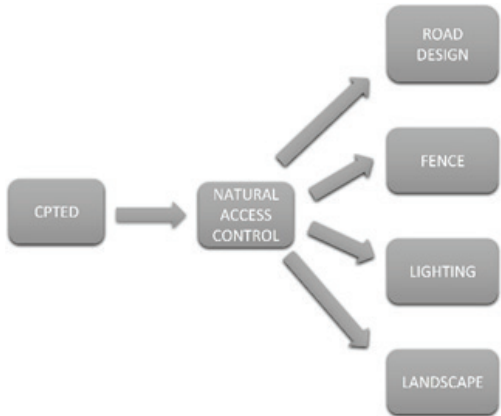 ROAD
DESIGN
FENCE
CPTED
NATURAL
ACCESS
CONTROL
LIGHTING
LANDSCAPE